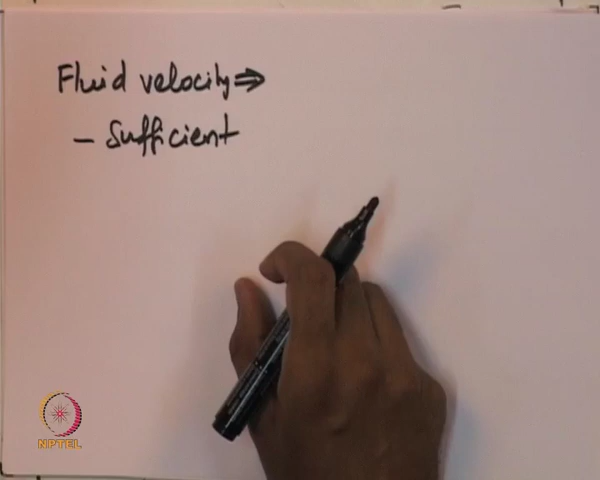 Fluid velocity⇒
- Sufficient
NPTEL